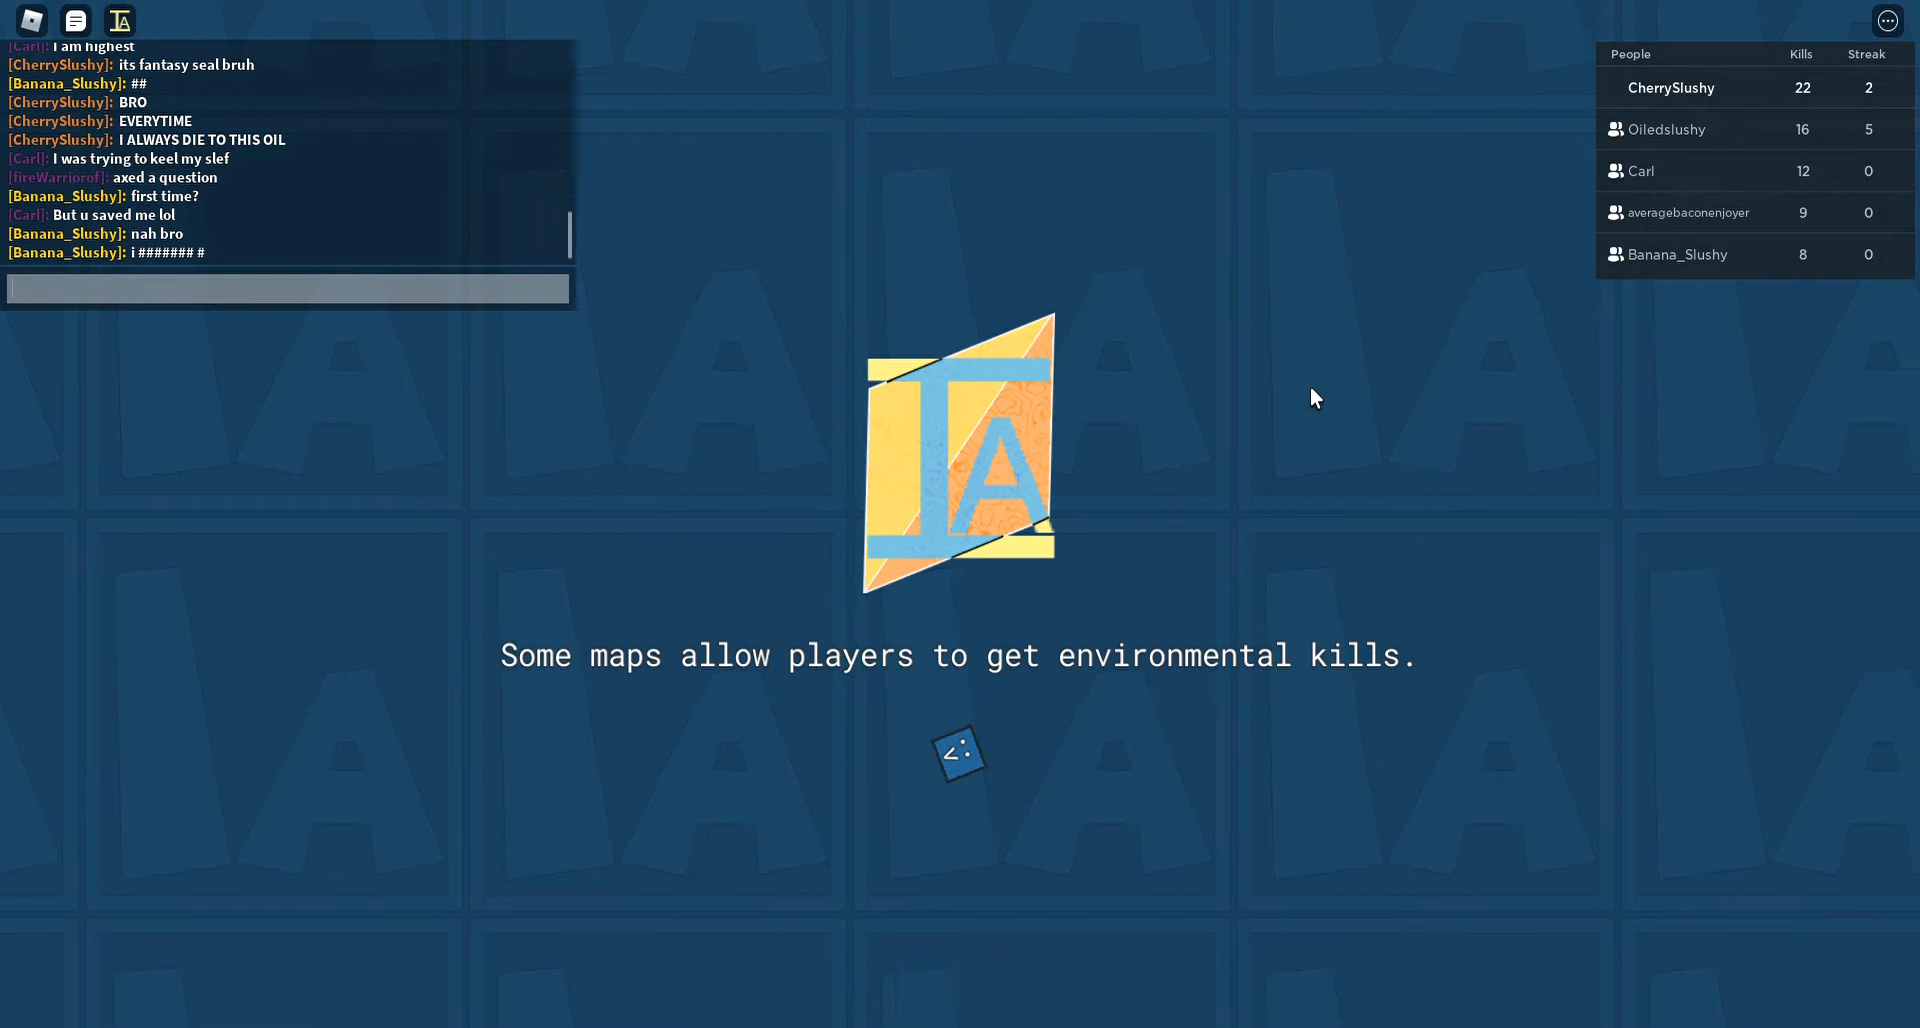 [Carl]: I am highest
[CherrySlushy]: its fantasy seal bruh
[Banana_Slushy]: ##
[CherrySlushy]: BRO
[CherrySlushy]: EVERYTIME
[CherrySlushy]: I ALWAYS DIE TO THIS OIL
[Carl]: I was trying to keel my slef
[fireWarriorof]: axed a question
[Banana_Slushy]: first time?
[Carl]: But u saved me lol
[Banana_Slushy]: nah bro
[Banana_Slushy]: i ####### #
People Kills Streak
CherrySlushy 22 2
Oiledslushy 16 5
Carl 12 0
averagebaconenjoyer 9 0
Banana_Slushy 8 0
IA
Some maps allow players to get environmental kills.
<: